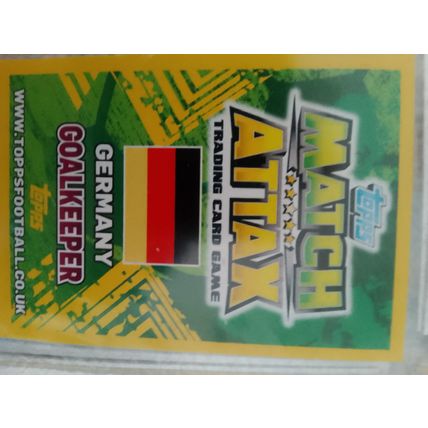 topps
MATCH
ATTAX
TRADING CARD GAME
GERMANY
GOALKEEPER
topps
WWW.TOPPSFOOTBALL.CO.UK